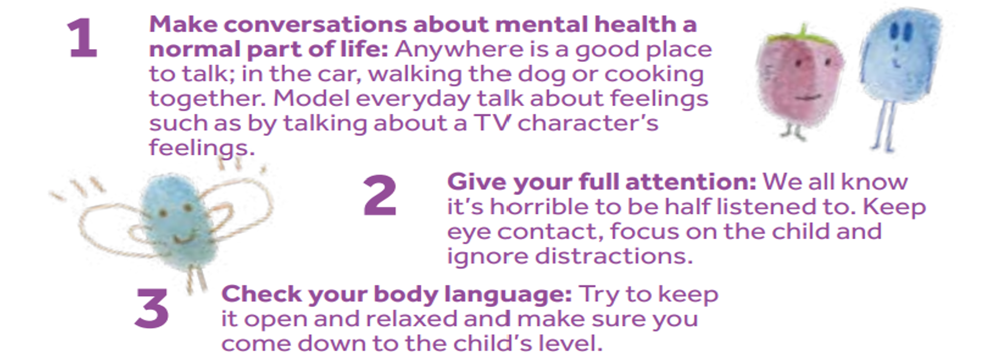 1
Make conversations about mental health a
normal part of life: Anywhere is a good place
to talk; in the car, walking the dog or cooking
together. Model everyday talk about feelings
such as by talking about a TV character’s
feelings.
2
Give your full attention: We all know
it’s horrible to be half listened to. Keep
eye contact, focus on the child and
ignore distractions.
3
Check your body language: Try to keep
it open and relaxed and make sure you
come down to the child’s level.